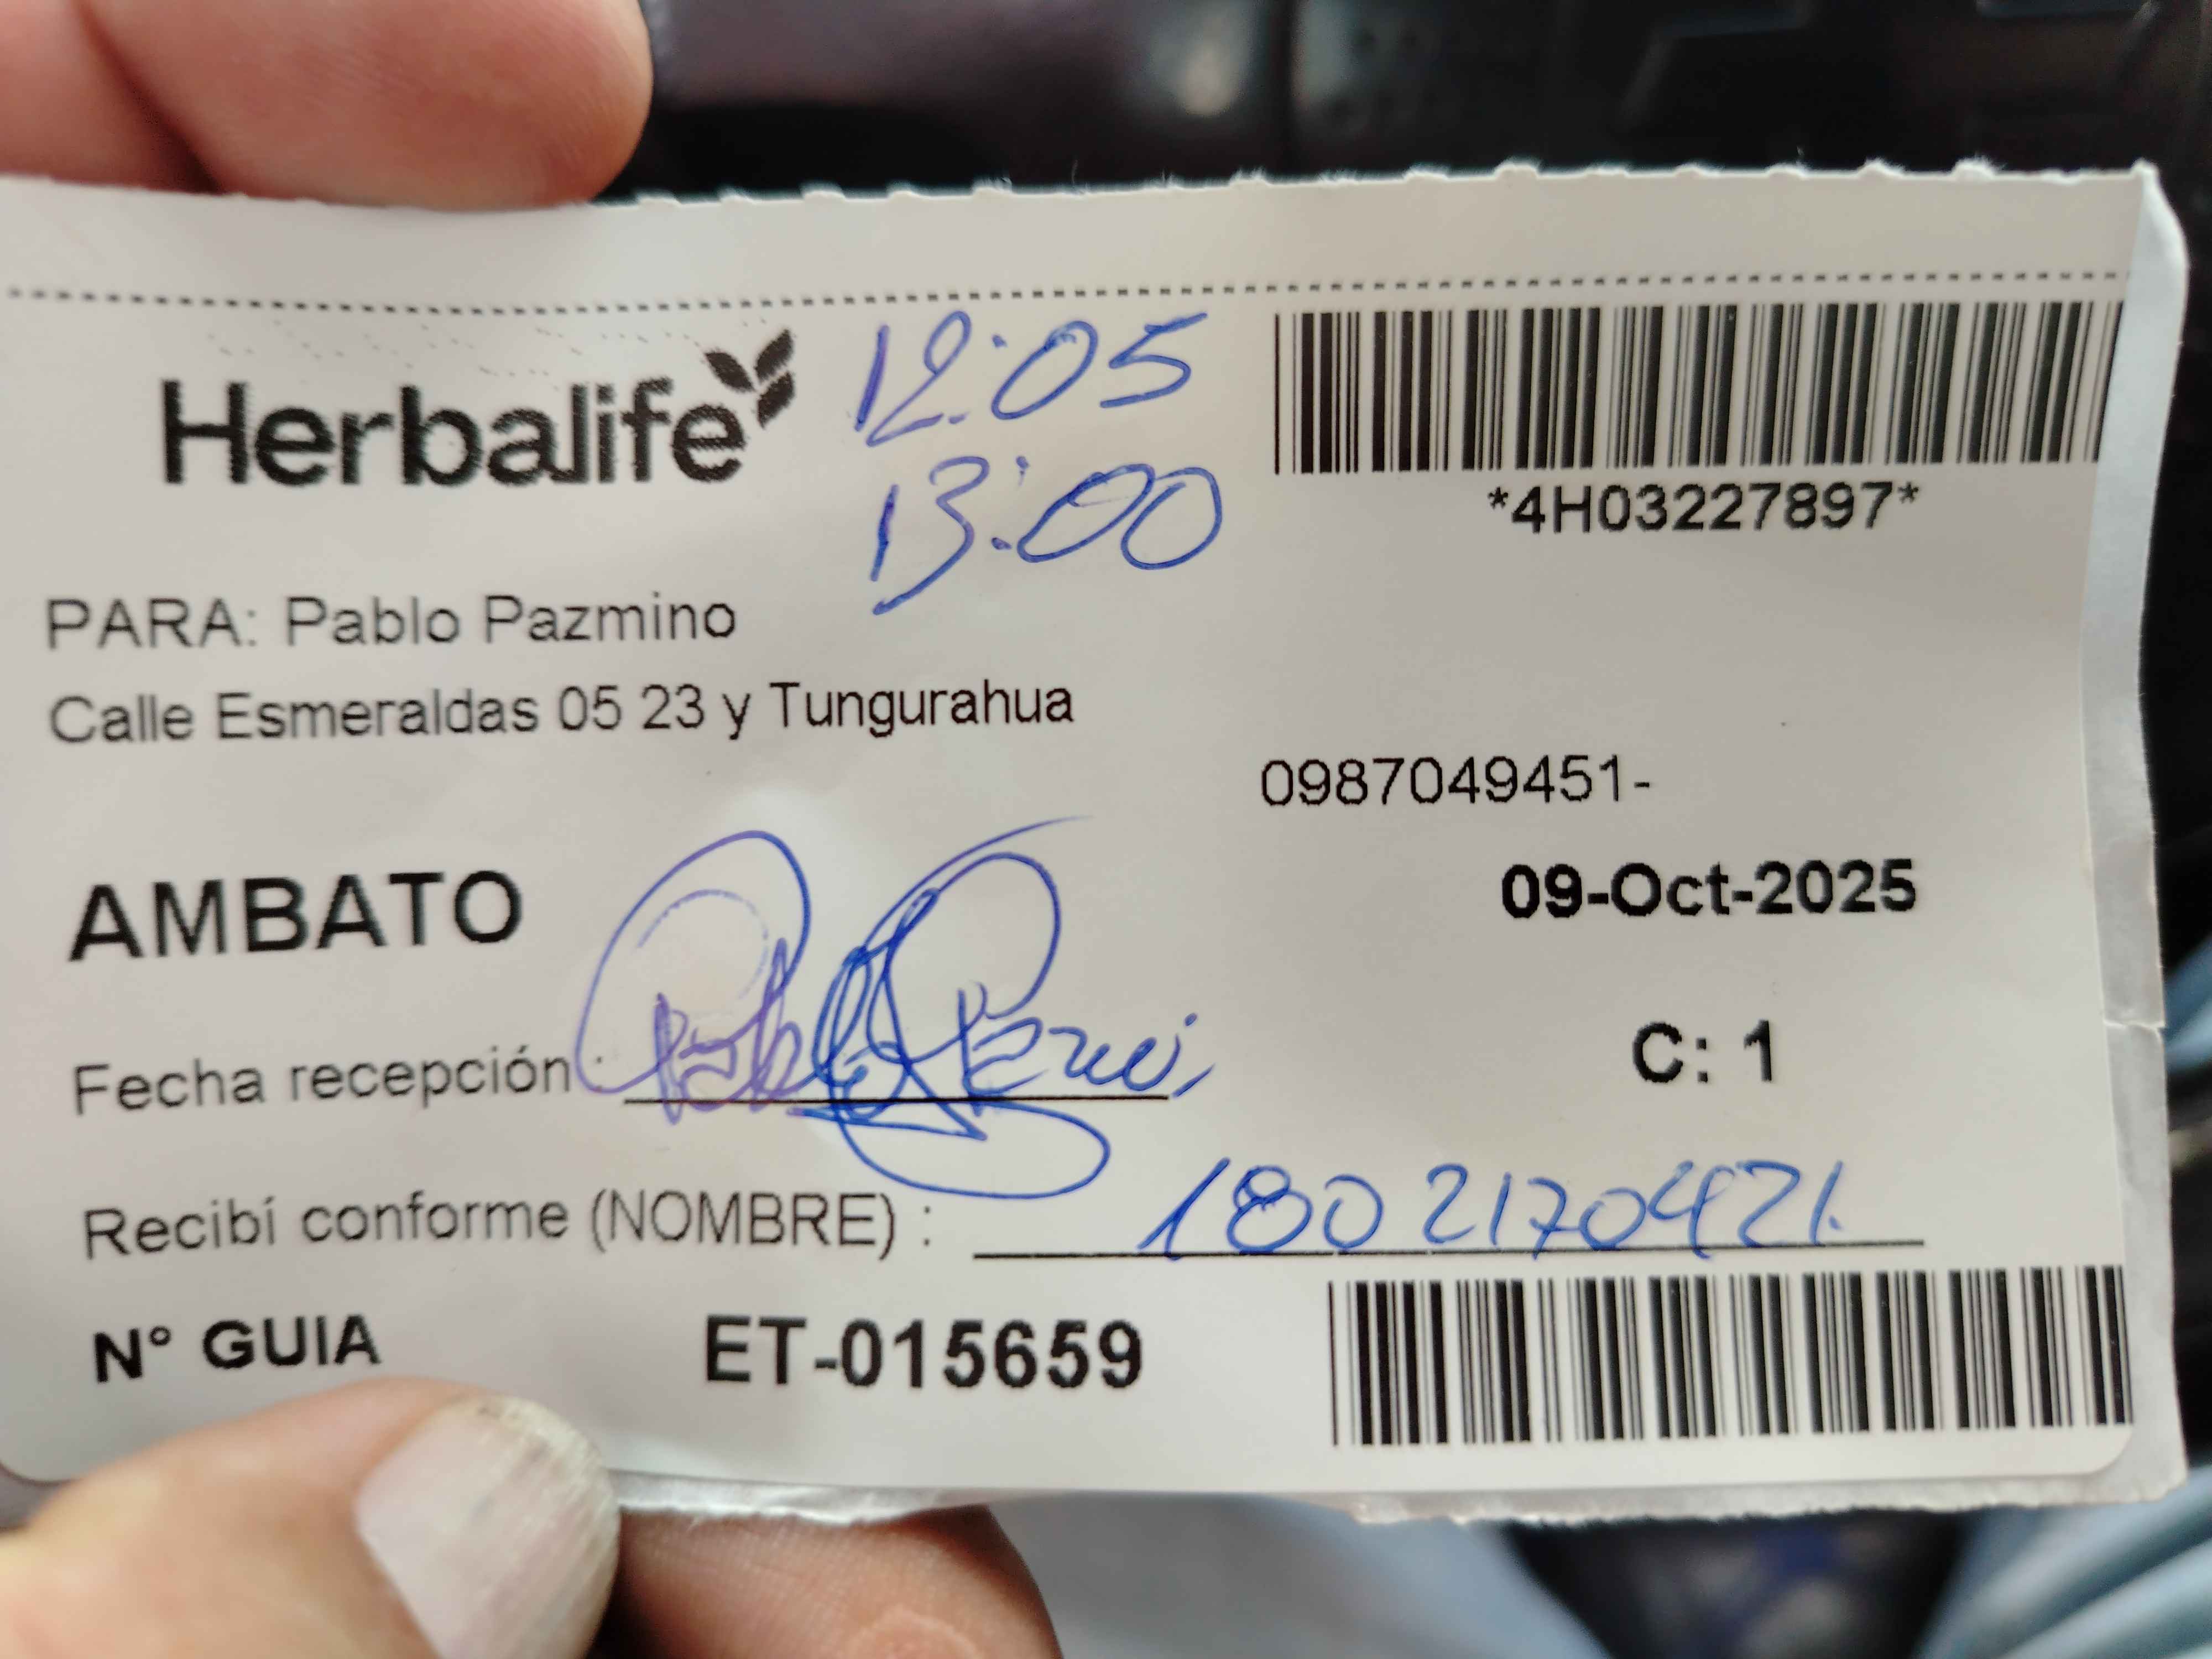 Herbalife
12:05
13:00
*4H03227897*
PARA: Pablo Pazmino
Calle Esmeraldas 05 23 y Tungurahua
0987049451-
AMBATO
09-Oct-2025
C: 1
Fecha recepción :
Recibí conforme (NOMBRE) : 1802170421.
N° GUIA ET-015659